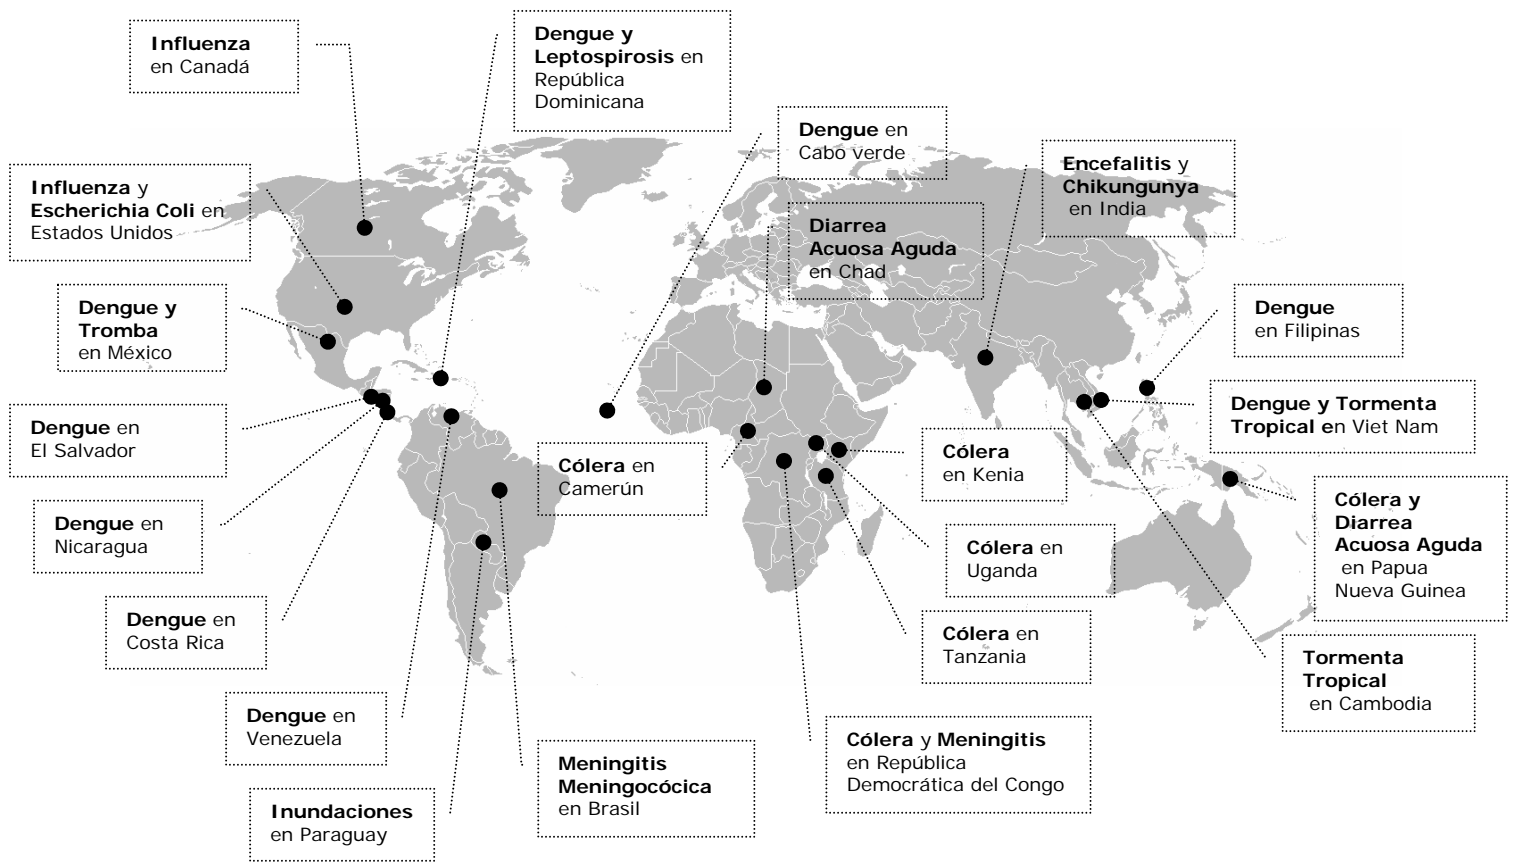 Influenza
en Canadá
Dengue y
Leptospirosis en
República
Dominicana
Dengue en
Cabo verde
Encefalitis y
Chikungunya
en India
Influenza y
Escherichia Coli en
Estados Unidos
Diarrea
Acuosa Aguda
en Chad
Dengue y
Tromba
en México
Dengue
en Filipinas
Dengue en
El Salvador
Dengue y Tormenta
Tropical en Viet Nam
Cólera en
Camerún
Cólera
en Kenia
Cólera y
Diarrea
Acuosa Aguda
en Papua
Nueva Guinea
Dengue en
Nicaragua
Cólera en
Uganda
Dengue en
Costa Rica
Cólera en
Tanzania
Tormenta
Tropical
en Cambodia
Dengue en
Venezuela
Meningitis
Meningocócica
en Brasil
Cólera y Meningitis
en República
Democrática del Congo
Inundaciones
en Paraguay